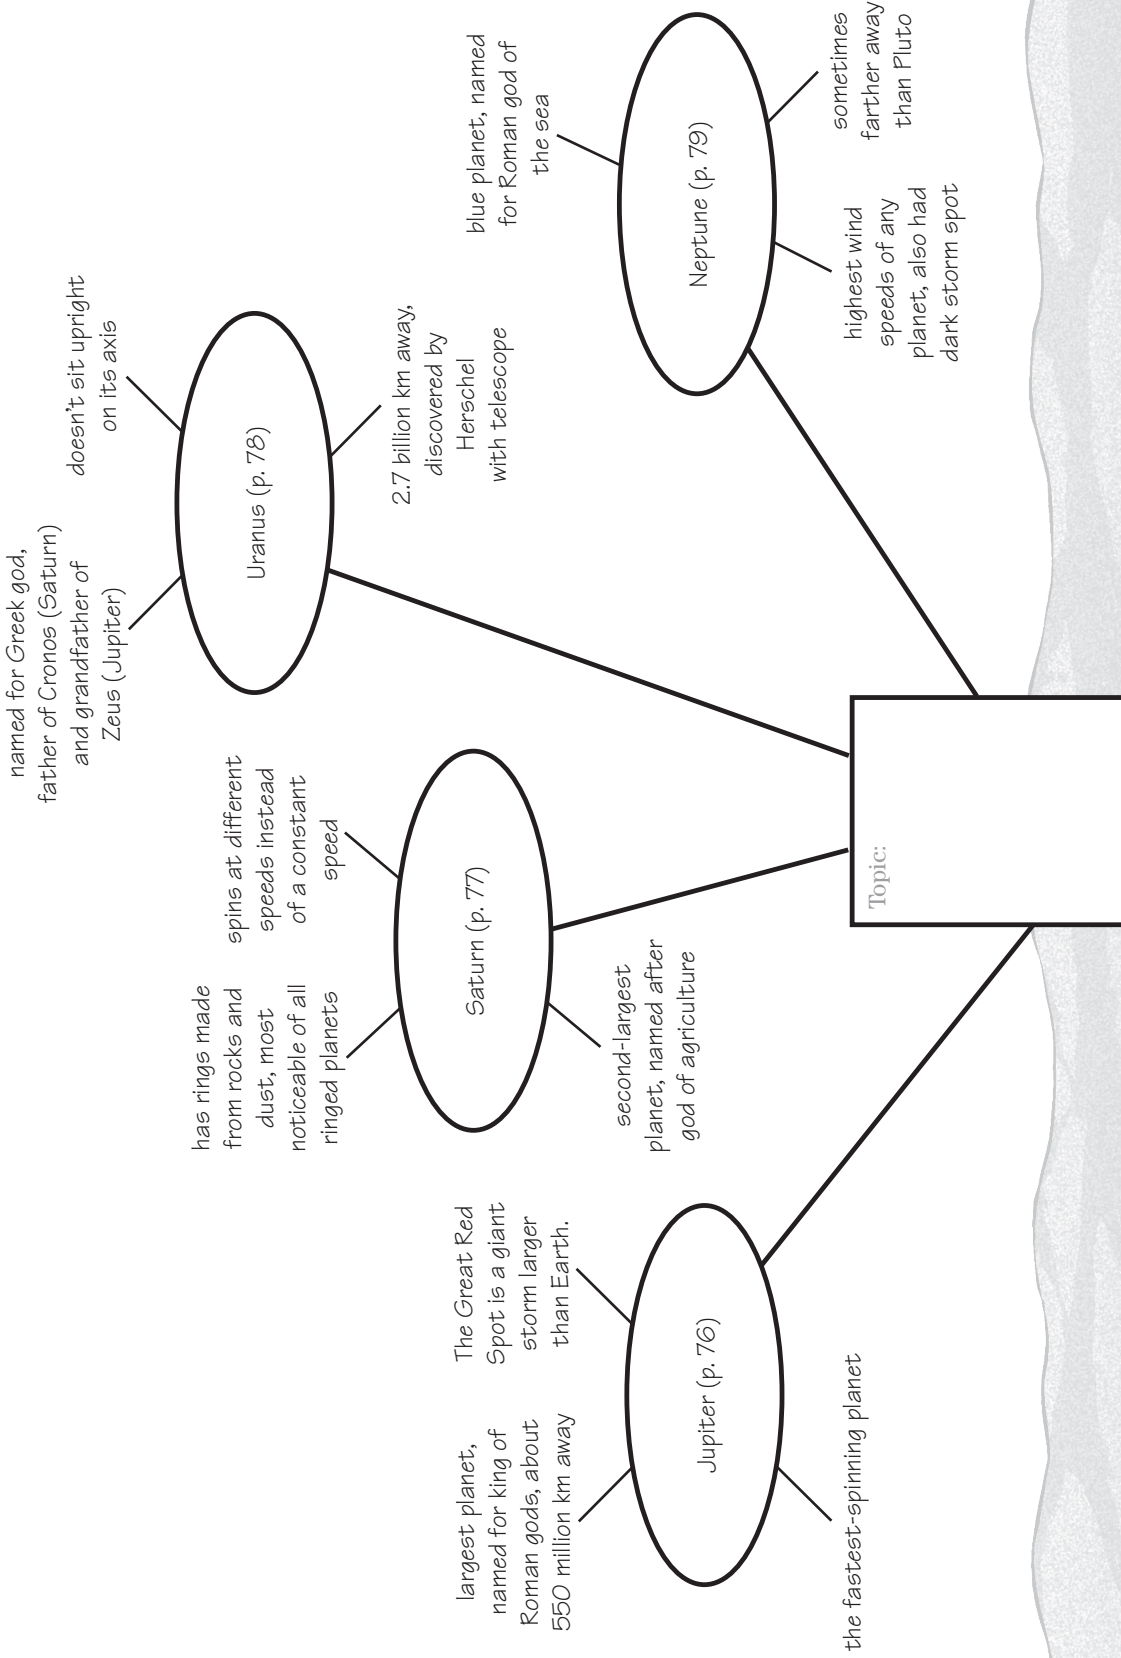 named for Greek god,
father of Cronos (Saturn)
and grandfather of
Zeus (Jupiter)
doesn't sit upright
on its axis
Uranus (p. 78)
2.7 billion km away,
discovered by
Herschel
with telescope
has rings made
from rocks and
dust, most
noticeable of all
ringed planets
spins at different
speeds instead
of a constant
speed
Saturn (p. 77)
second-largest
planet, named after
god of agriculture
largest planet,
named for king of
Roman gods, about
550 million km away
The Great Red
Spot is a giant
storm larger
than Earth.
Jupiter (p. 76)
the fastest-spinning planet
blue planet, named
for Roman god of
the sea
Neptune (p. 79)
highest wind
speeds of any
planet, also had
dark storm spot
sometimes
farther away
than Pluto
Topic: